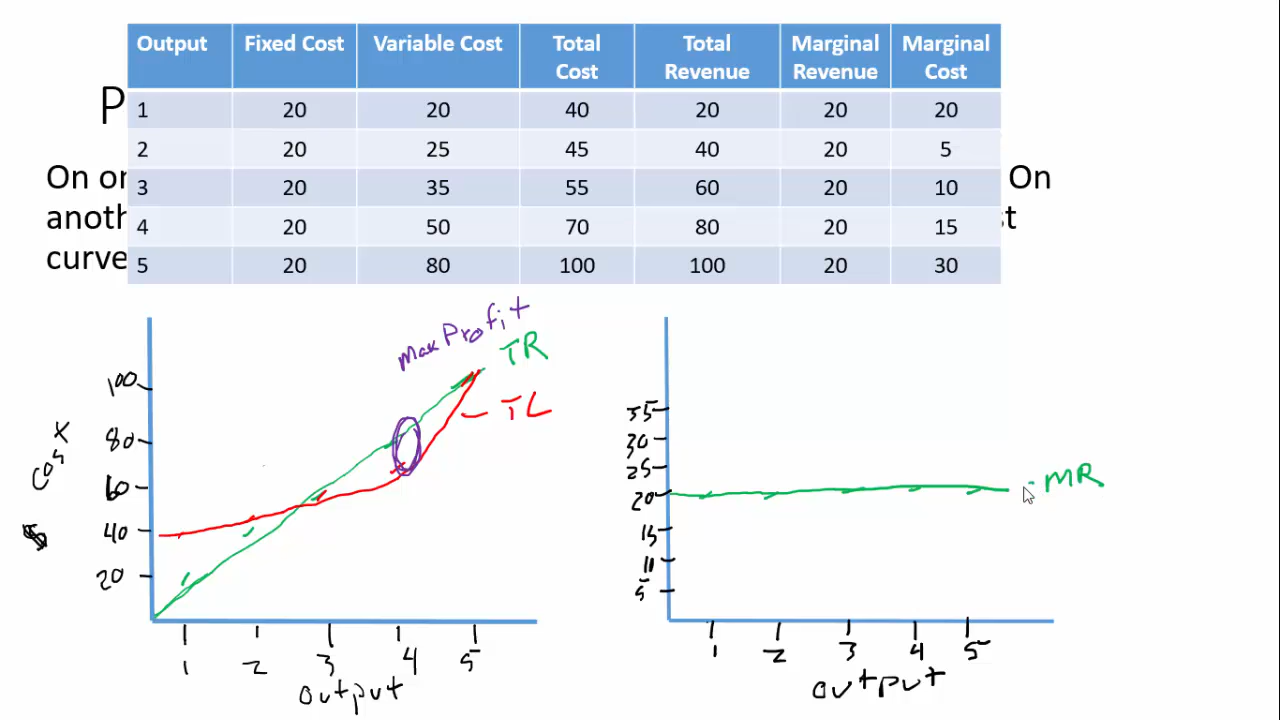 Output Fixed Cost Variable Cost Total Cost Total Revenue Marginal Revenue Marginal Cost
1 20 20 40 20 20 20
2 20 25 45 40 20 5
3 20 35 55 60 20 10
4 20 50 70 80 20 15
5 20 80 100 100 20 30
P
On
On
curve
Max Profit
TR
TC
100
80
60
40
20
Cost
$
1 2 3 4 5
output
35
30
25
20
15
10
5
MR
1 2 3 4 5
output